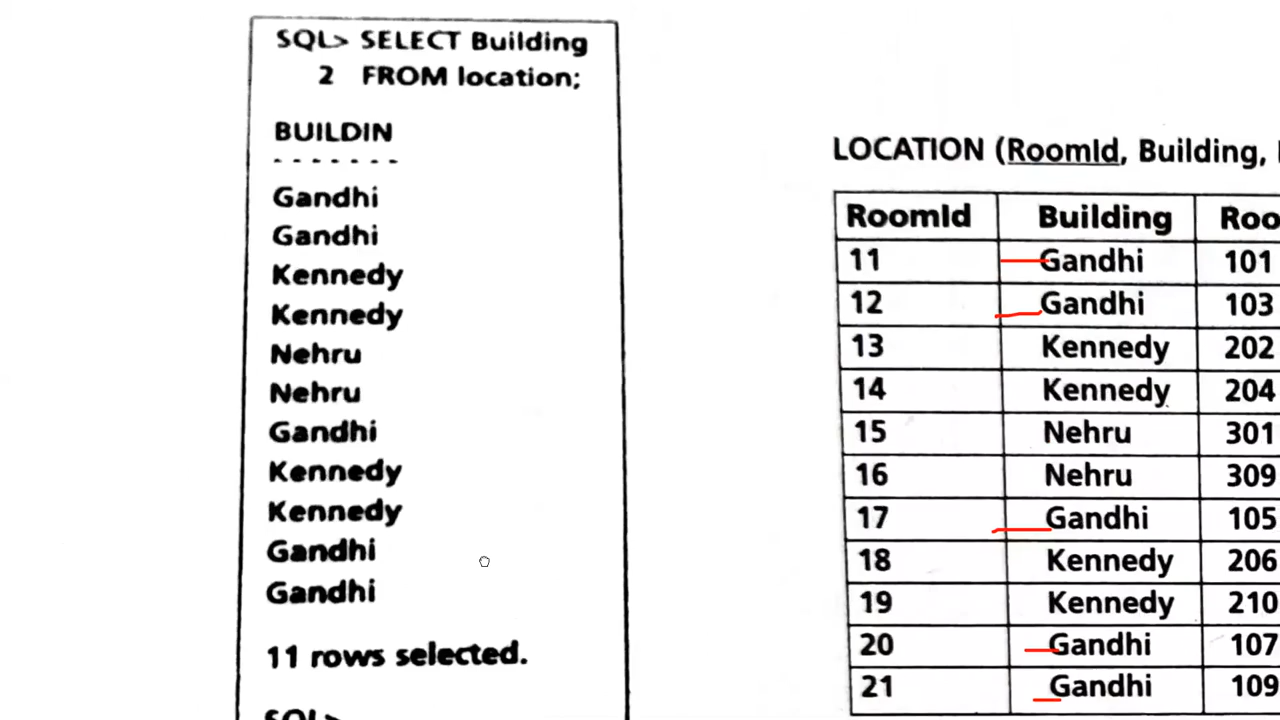 SQL> SELECT Building
2 FROM location;
BUILDIN
- - - - - - -
Gandhi
Gandhi
Kennedy
Kennedy
Nehru
Nehru
Gandhi
Kennedy
Kennedy
Gandhi
Gandhi
11 rows selected.
SQL>
LOCATION (RoomId, Building,
RoomId Building Roo
11 Gandhi 101
12 Gandhi 103
13 Kennedy 202
14 Kennedy 204
15 Nehru 301
16 Nehru 309
17 Gandhi 105
18 Kennedy 206
19 Kennedy 210
20 Gandhi 107
21 Gandhi 109